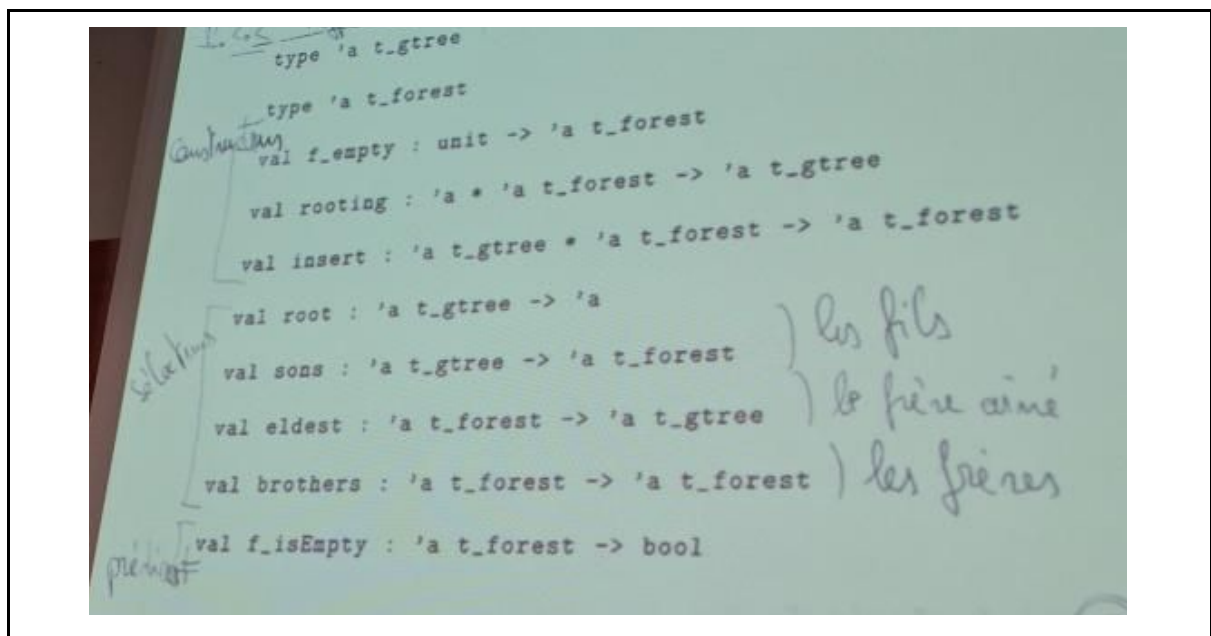 type 'a t_gtree
type 'a t_forest
Constructeurs
val f_empty : unit -> 'a t_forest
val rooting : 'a * 'a t_forest -> 'a t_gtree
val insert : 'a t_gtree * 'a t_forest -> 'a t_forest
val root : 'a t_gtree -> 'a
sélecteurs
val sons : 'a t_gtree -> 'a t_forest ) les fils
val eldest : 'a t_forest -> 'a t_gtree ) le frère aîné
val brothers : 'a t_forest -> 'a t_forest ) les frères
val f_isEmpty : 'a t_forest -> bool
prédicat